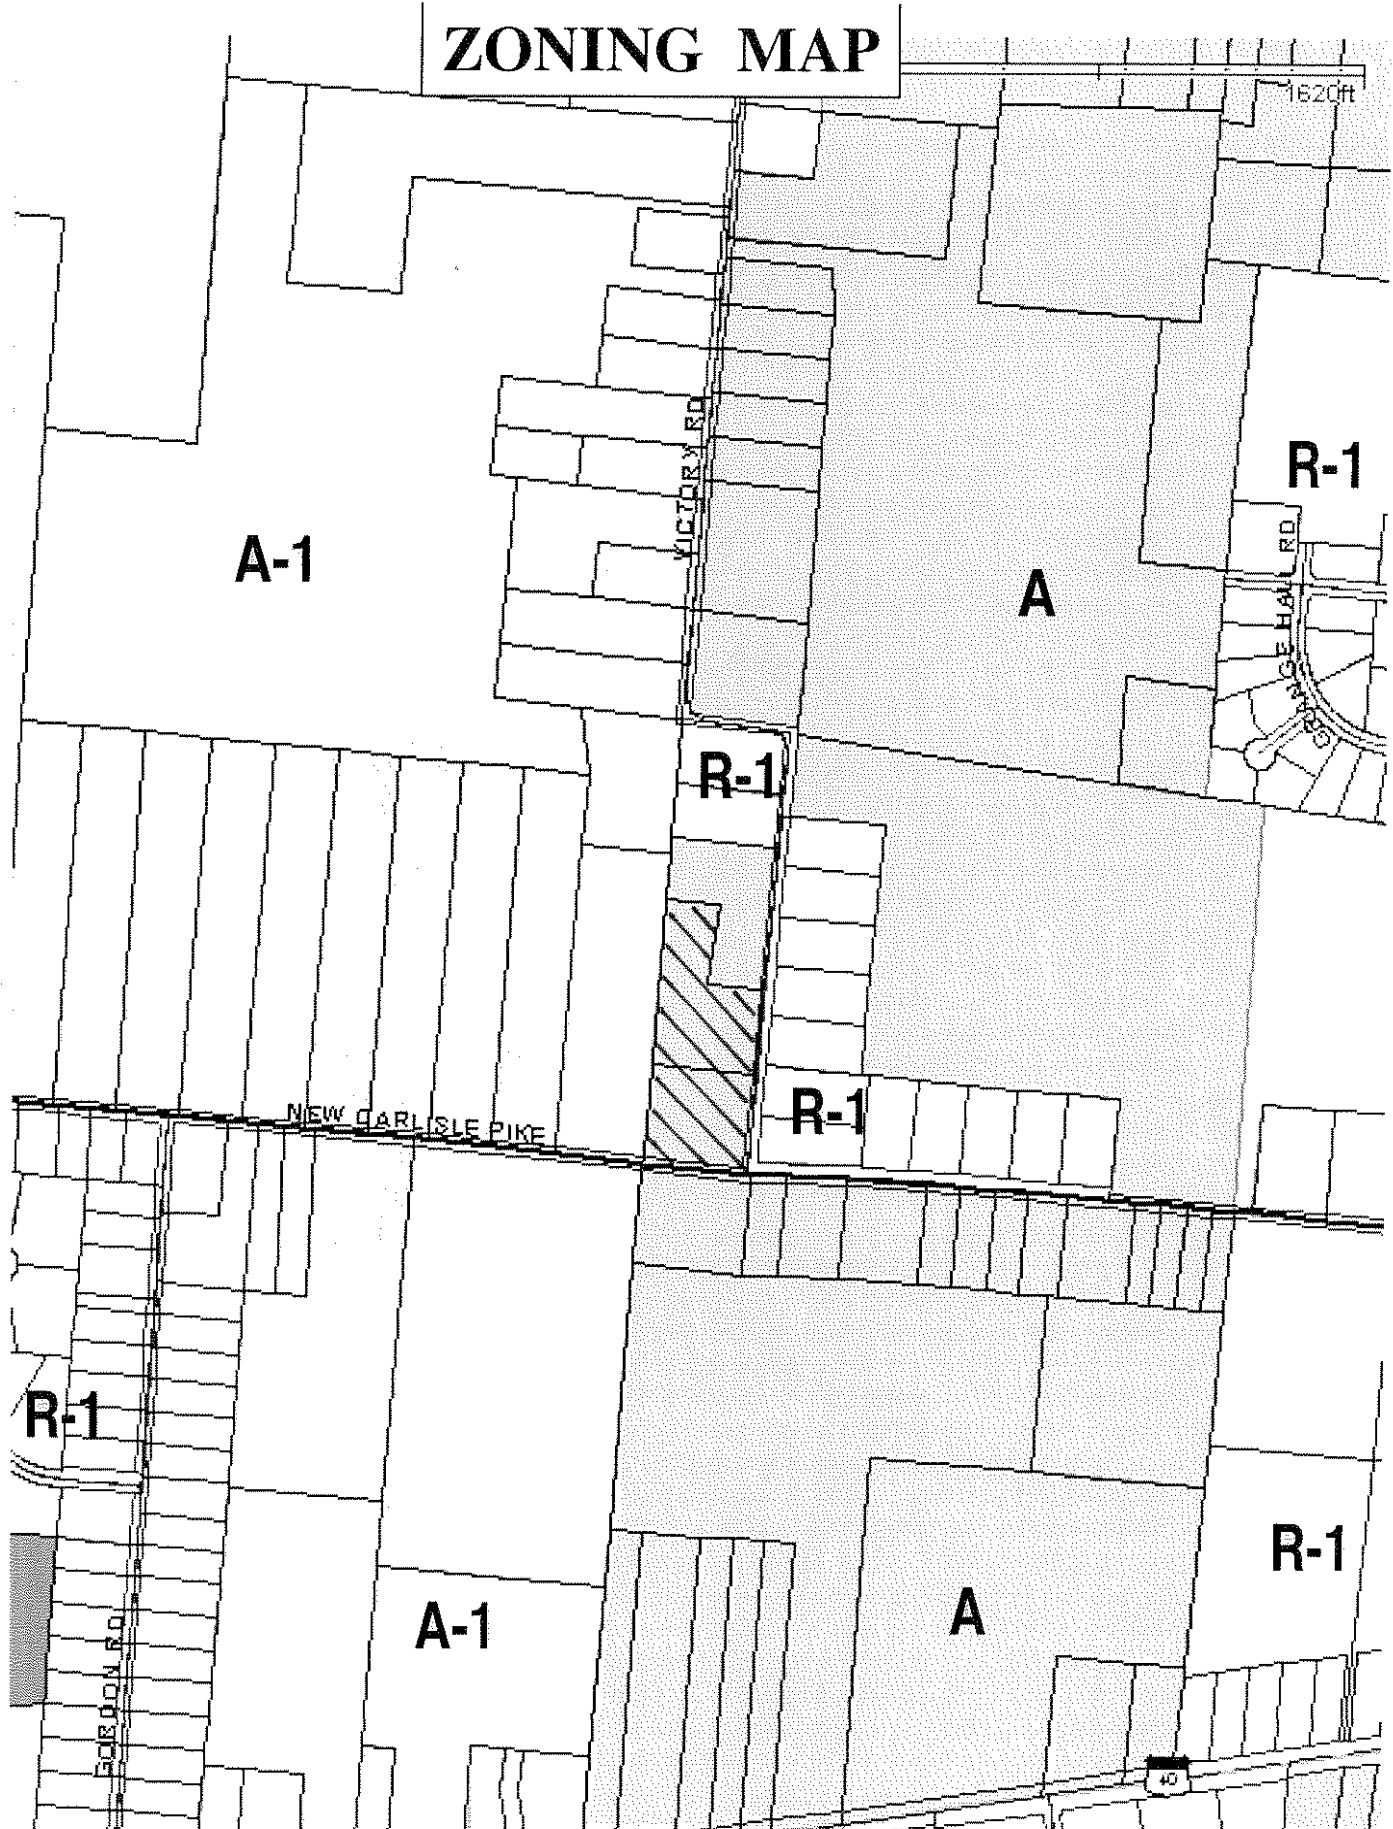 ZONING MAP
1620ft
VICTORY RD
R-1
A-1
A
GRANGE HALL RD
R-1
R-1
NEW CARLISLE PIKE
R-1
R-1
A-1
A
GORDON RD
40